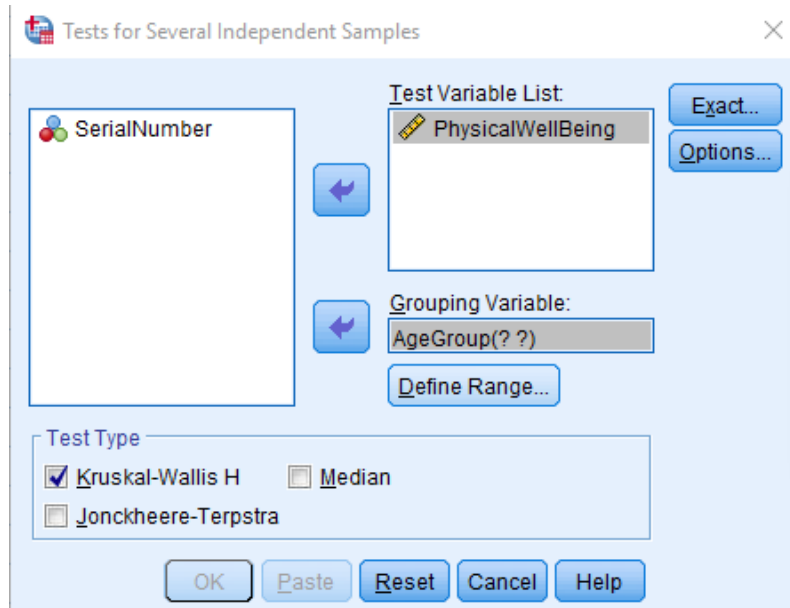 Tests for Several Independent Samples
SerialNumber
Test Variable List:
PhysicalWellBeing
Exact...
Options...
Grouping Variable:
AgeGroup(? ?)
Define Range...
Test Type
Kruskal-Wallis H
Median
Jonckheere-Terpstra
OK
Paste
Reset
Cancel
Help